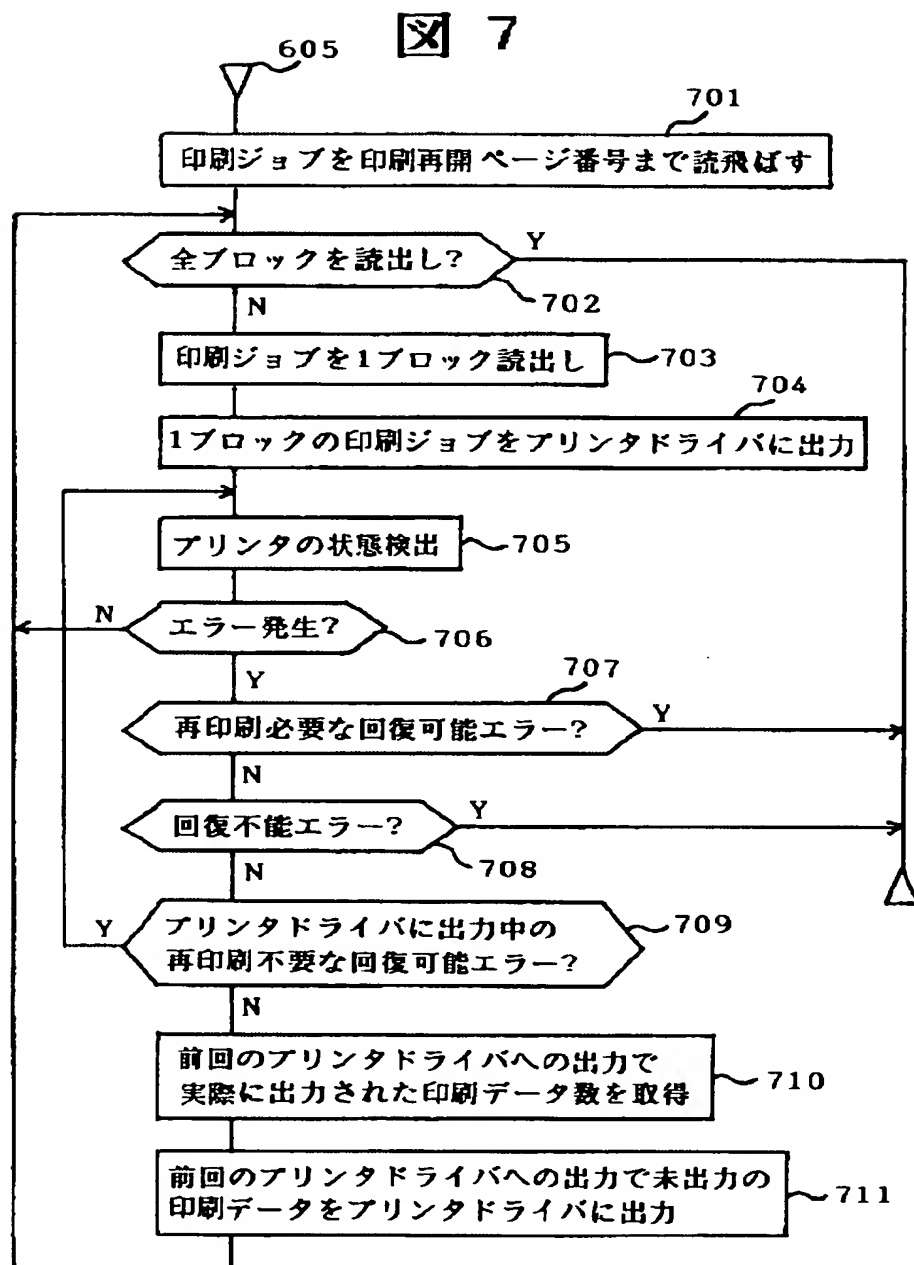 図 7
605
701
印刷ジョブを印刷再開ページ番号まで読飛ばす
全ブロックを読出し?
Y
702
N
印刷ジョブを1ブロック読出し
703
704
1ブロックの印刷ジョブをプリンタドライバに出力
プリンタの状態検出
705
N
エラー発生?
706
Y
707
再印刷必要な回復可能エラー?
Y
N
回復不能エラー?
Y
708
N
Y
プリンタドライバに出力中の
再印刷不要な回復可能エラー?
709
N
前回のプリンタドライバへの出力で
実際に出力された印刷データ数を取得
710
前回のプリンタドライバへの出力で未出力の
印刷データをプリンタドライバに出力
711